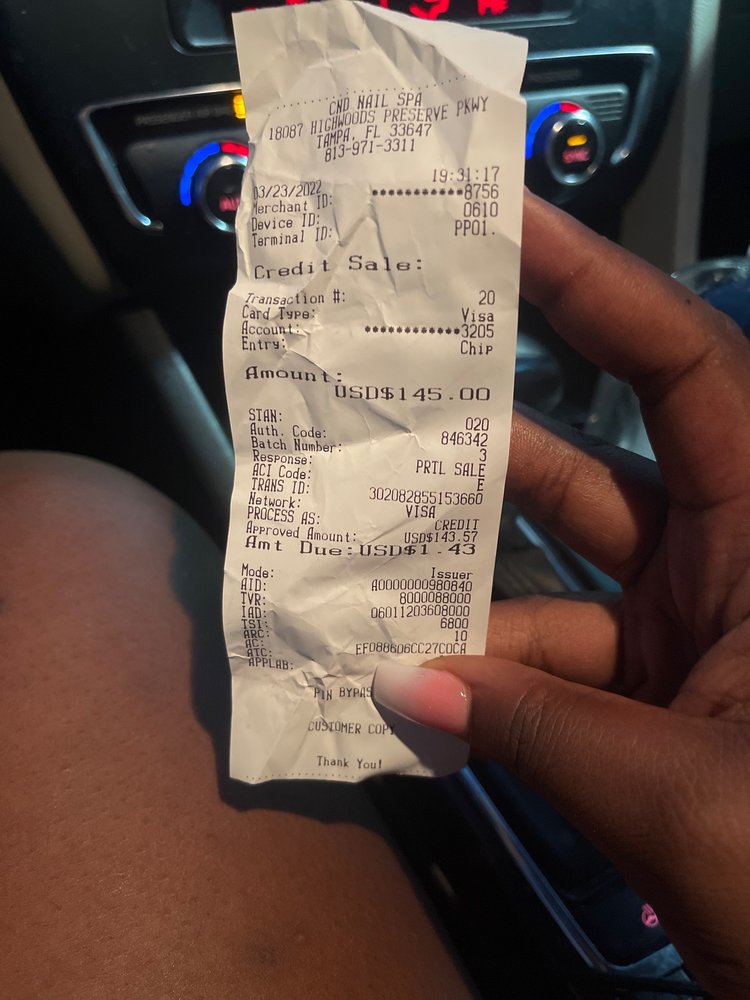 CND NAIL SPA
18087 HIGHWOODS PRESERVE PKWY
TAMPA, FL 33647
813-971-3311
03/23/2022 19:31:17
Merchant ID: ••••••••••8756
Device ID: 0610
Terminal ID: PP01.
Credit Sale:
Transaction #: 20
Card Type: Visa
Account: ••••••••••••3205
Entry: Chip
Amount:
USD$145.00
STAN: 020
Auth. Code: 846342
Batch Number: 3
Response: PRTL SALE
ACI Code: E
TRANS ID: 302082855153660
Network: VISA
PROCESS AS: CREDIT
Approved Amount: USD$143.57
Amt Due:USD$1.43
Mode: Issuer
AID: A0000000980840
TVR: 8000088000
IAD: 06011203608000
TSI: 6800
ARC: 10
AC: EF088606CC27C0CA
ATC:
APPLAB:
PIN BYPAS
CUSTOMER COPY
Thank You!